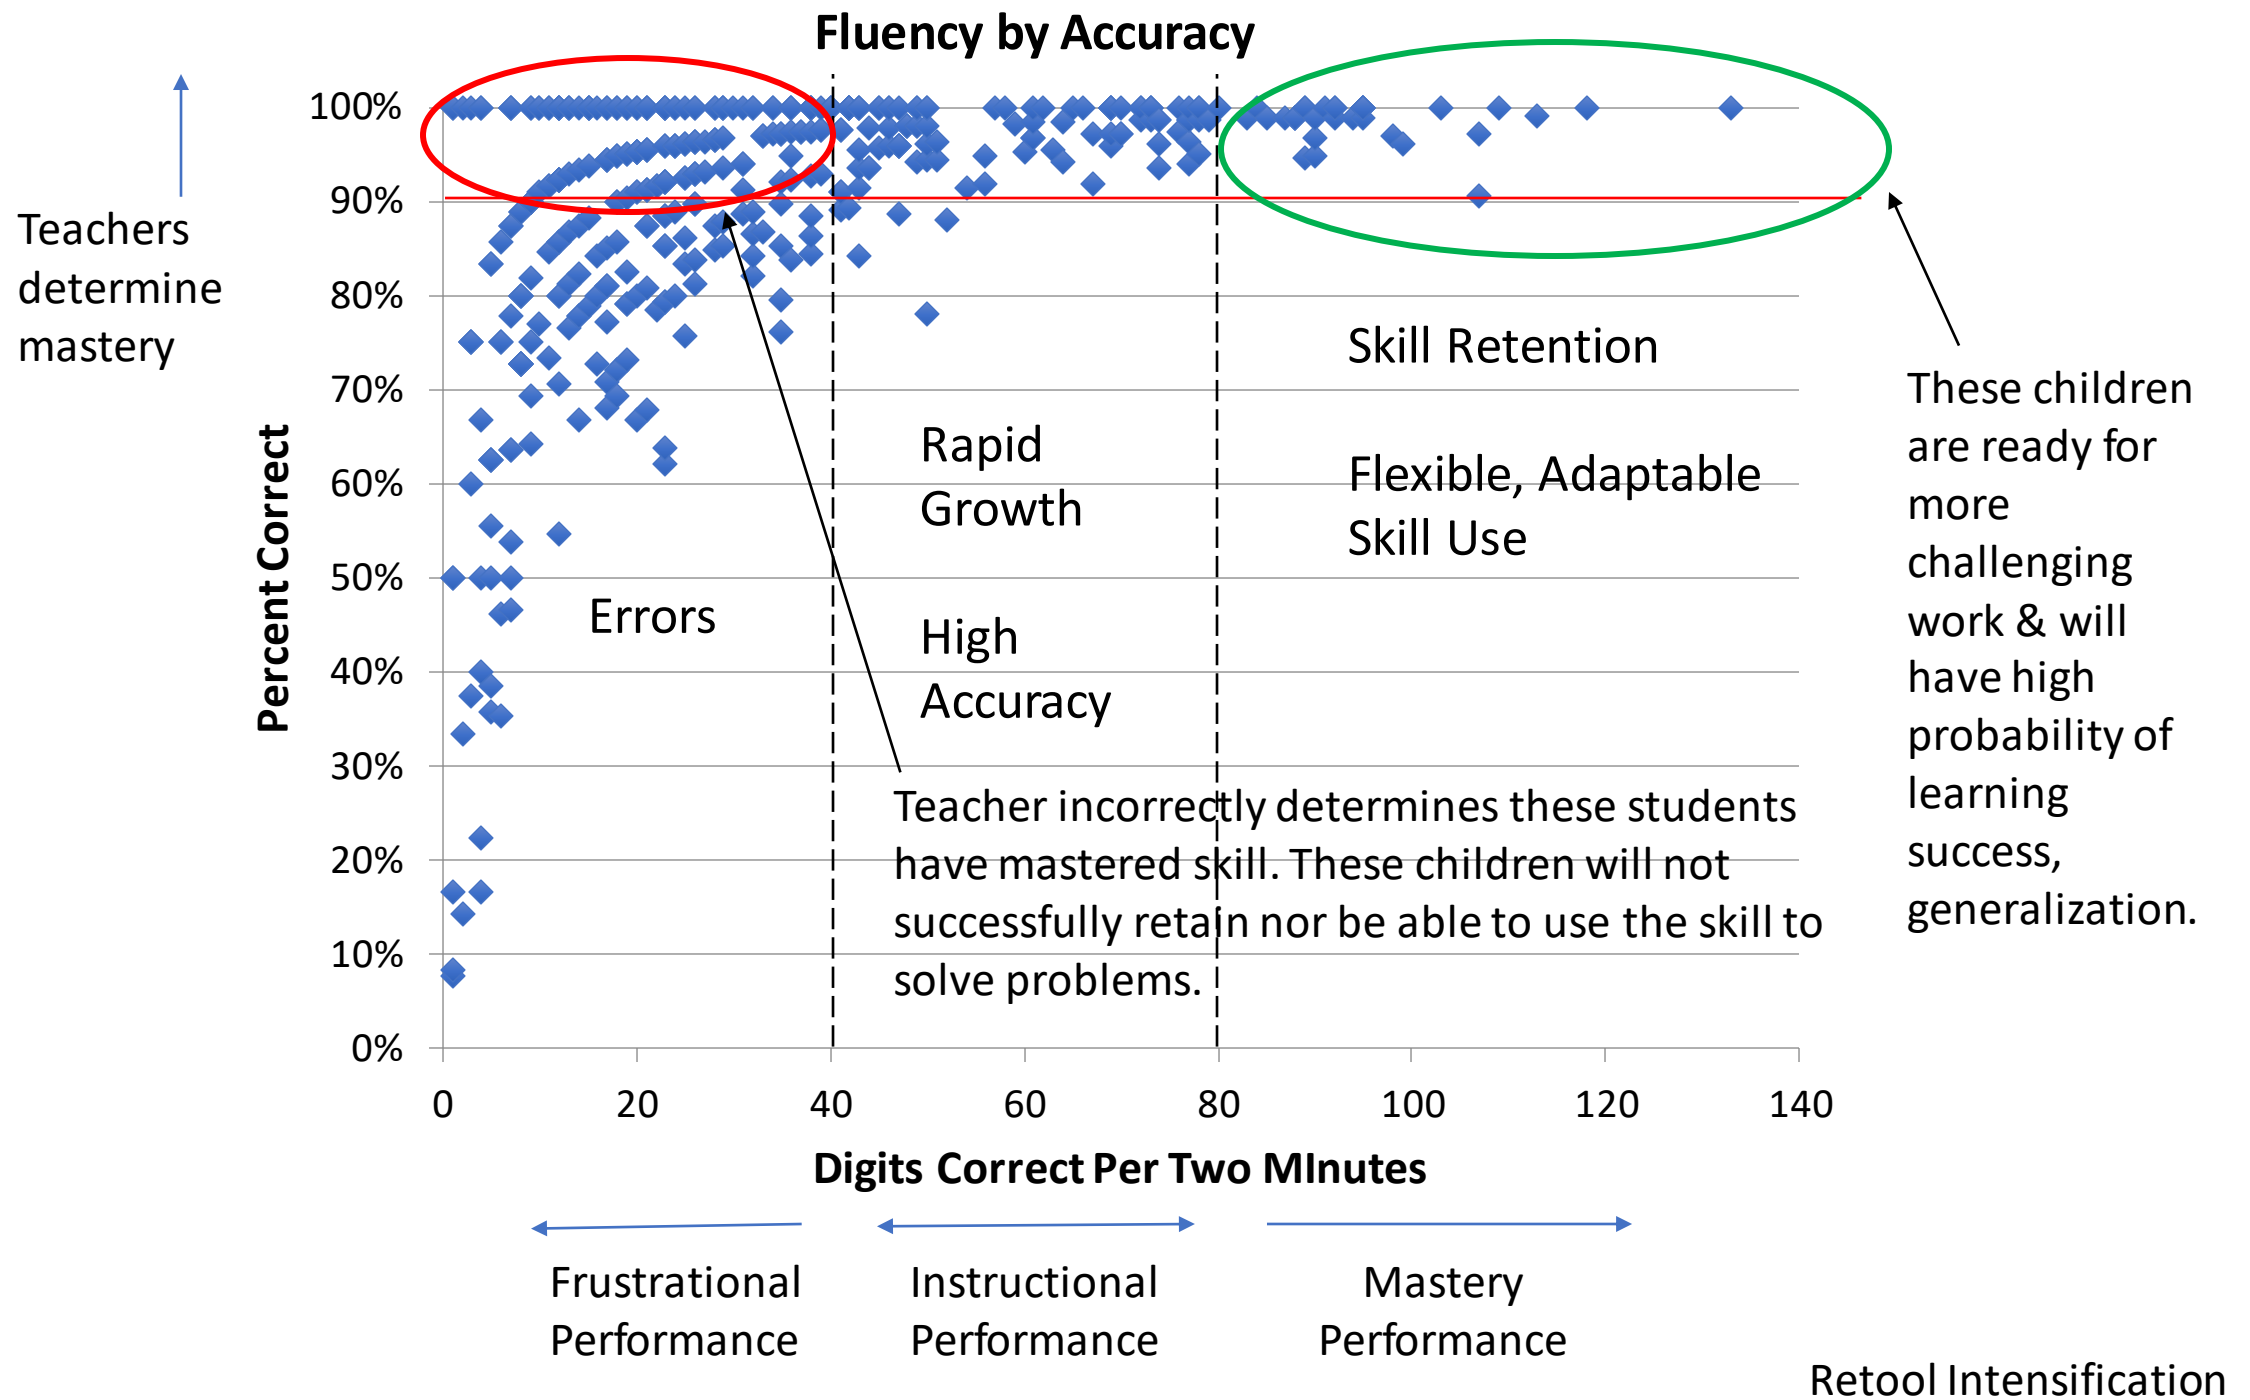 Fluency by Accuracy
100%
90%
80%
70%
60%
50%
40%
30%
20%
10%
0%
Percent Correct
Teachers
determine
mastery
Errors
Rapid
Growth
High
Accuracy
Skill Retention
Flexible, Adaptable
Skill Use
Teacher incorrectly determines these students
have mastered skill. These children will not
successfully retain nor be able to use the skill to
solve problems.
These children
are ready for
more
challenging
work & will
have high
probability of
learning
success,
generalization.
0 20 40 60 80 100 120 140
Digits Correct Per Two MInutes
Frustrational
Performance
Instructional
Performance
Mastery
Performance
Retool Intensification